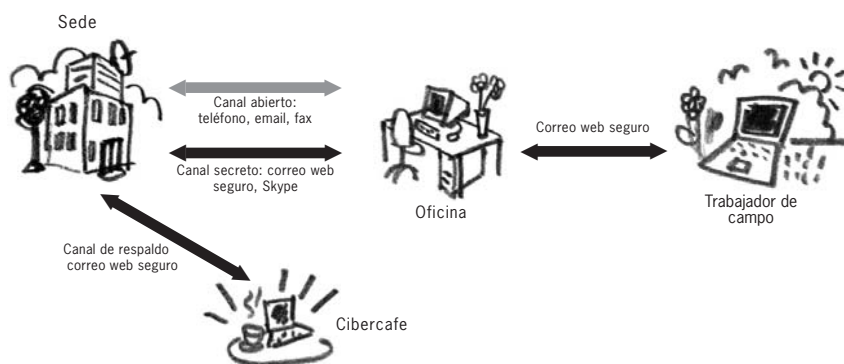 Sede
Canal abierto:
teléfono, email, fax
Canal secreto: correo web
seguro, Skype
Oficina
Correo web seguro
Trabajador de
campo
Canal de respaldo
correo web seguro
Cibercafe